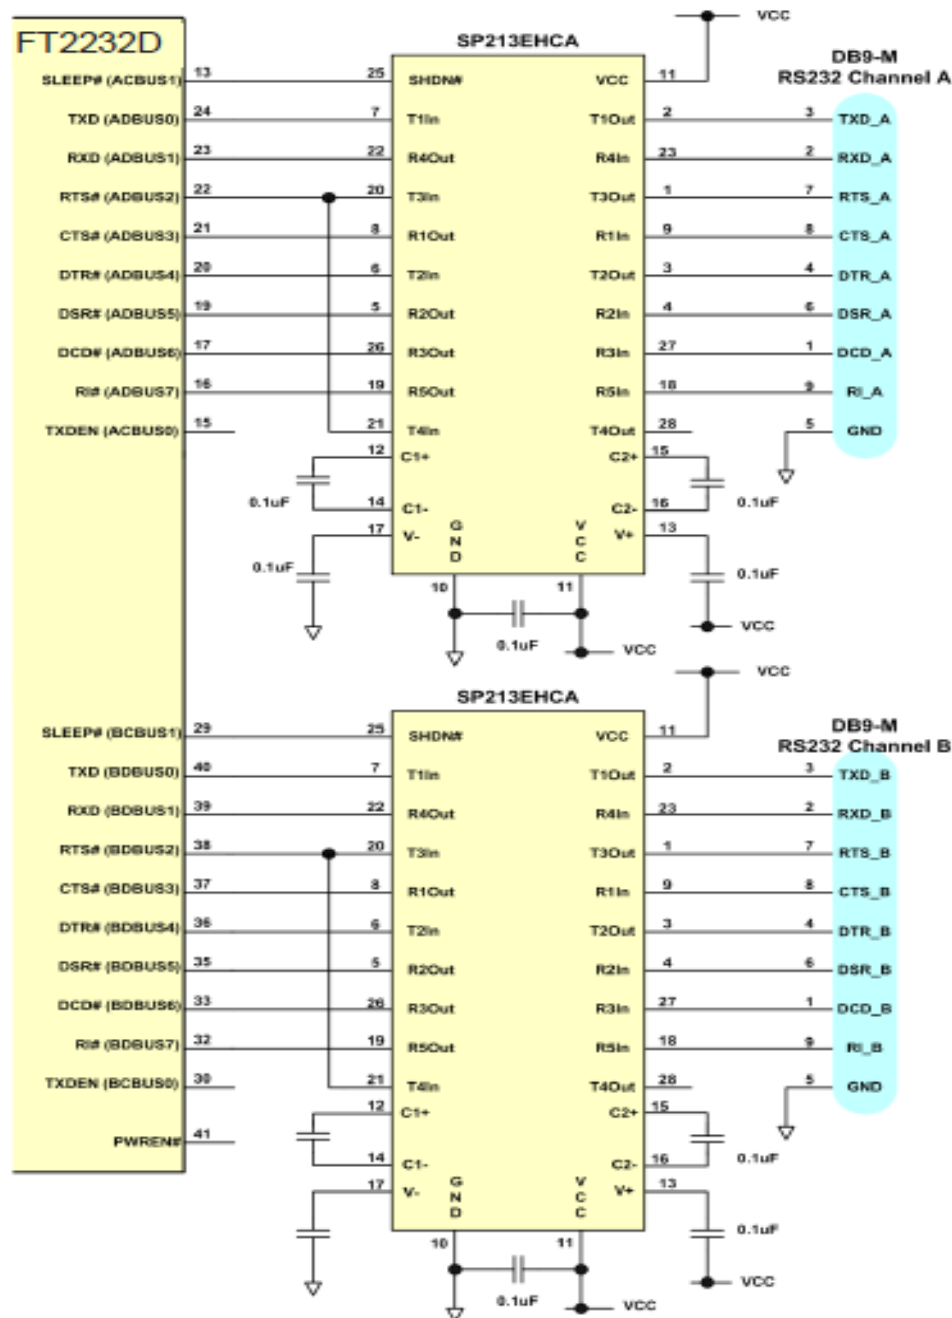 FT2232D
SP213EHCA
VCC
DB9-M
RS232 Channel A
SLEEP# (ACBUS1) 13 25 SHDN# VCC 11
TXD (ADBUS0) 24 7 T1In T1Out 2 3 TXD_A
RXD (ADBUS1) 23 22 R4Out R4In 23 2 RXD_A
RTS# (ADBUS2) 22 20 T3In T3Out 1 7 RTS_A
CTS# (ADBUS3) 21 8 R1Out R1In 9 8 CTS_A
DTR# (ADBUS4) 20 6 T2In T2Out 3 4 DTR_A
DSR# (ADBUS5) 19 5 R2Out R2In 4 6 DSR_A
DCD# (ADBUS6) 17 26 R3Out R3In 27 1 DCD_A
RI# (ADBUS7) 16 19 R5Out R5In 18 9 RI_A
TXDEN (ACBUS0) 15 21 T4In T4Out 28 5 GND
12 C1+ C2+ 15
0.1uF 0.1uF
14 C1- C2- 16
17 V- GND VCC V+ 13
0.1uF 10 11 0.1uF
0.1uF VCC VCC
SP213EHCA
VCC
DB9-M
RS232 Channel B
SLEEP# (BCBUS1) 29 25 SHDN# VCC 11
TXD (BDBUS0) 40 7 T1In T1Out 2 3 TXD_B
RXD (BDBUS1) 39 22 R4Out R4In 23 2 RXD_B
RTS# (BDBUS2) 38 20 T3In T3Out 1 7 RTS_B
CTS# (BDBUS3) 37 8 R1Out R1In 9 8 CTS_B
DTR# (BDBUS4) 36 6 T2In T2Out 3 4 DTR_B
DSR# (BDBUS5) 35 5 R2Out R2In 4 6 DSR_B
DCD# (BDBUS6) 33 26 R3Out R3In 27 1 DCD_B
RI# (BDBUS7) 32 19 R5Out R5In 18 9 RI_B
TXDEN (BCBUS0) 30 21 T4In T4Out 28 5 GND
12 C1+ C2+ 15
PWREN# 41
0.1uF
14 C1- C2- 16
17 V- GND VCC V+ 13
10 11 0.1uF
0.1uF VCC VCC